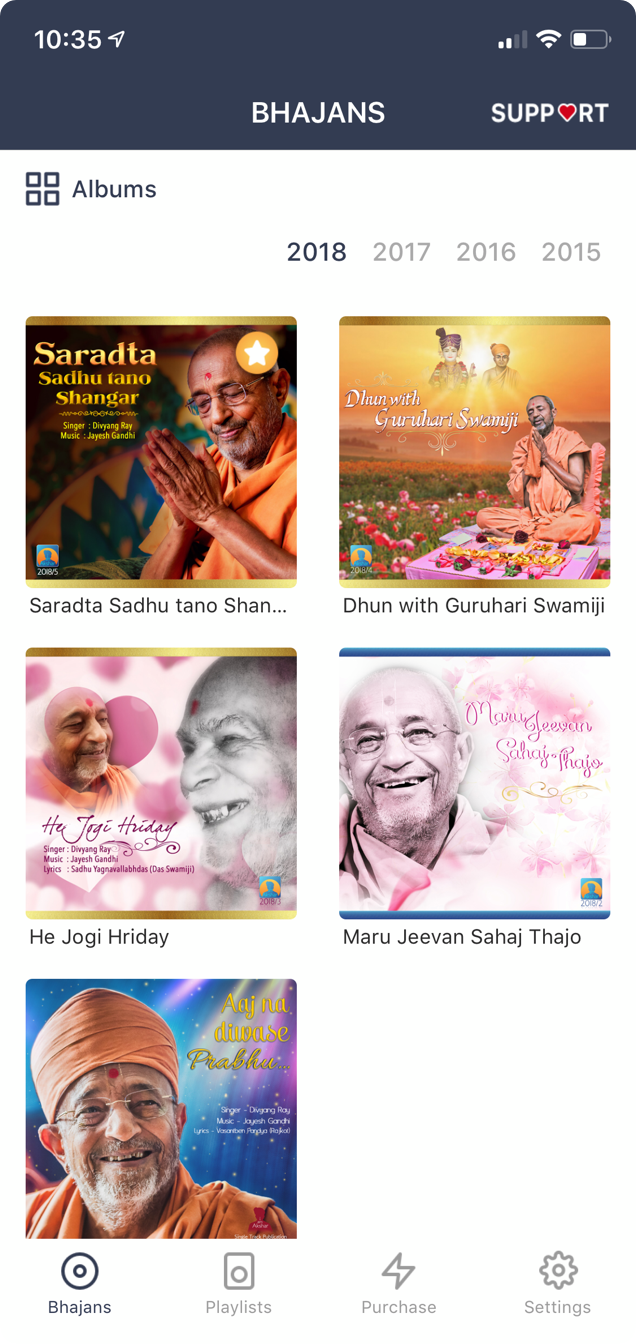 10:35
BHAJANS
SUPPORT
Albums
2018 2017 2016 2015
Saradta
Sadhu tano
Shangar
Singer : Divyang Ray
Music : Jayesh Gandhi
2018/5
Saradta Sadhu tano Shan...
Dhun with
Guruhari Swamiji
2018/4
Dhun with Guruhari Swamiji
He Jogi Hriday
Singer : Divyang Ray
Music : Jayesh Gandhi
Lyrics : Sadhu Yagnavallabhdas (Das Swamiji)
2018/3
He Jogi Hriday
Maru Jeevan
Sahaj Thajo
2018/2
Maru Jeevan Sahaj Thajo
Aaj na
diwase
Prabhu...
Singer - Divyang Ray
Music - Jayesh Gandhi
Lyrics - Vasantben Pandya (Rajkot)
Single Track Publication
Bhajans Playlists Purchase Settings